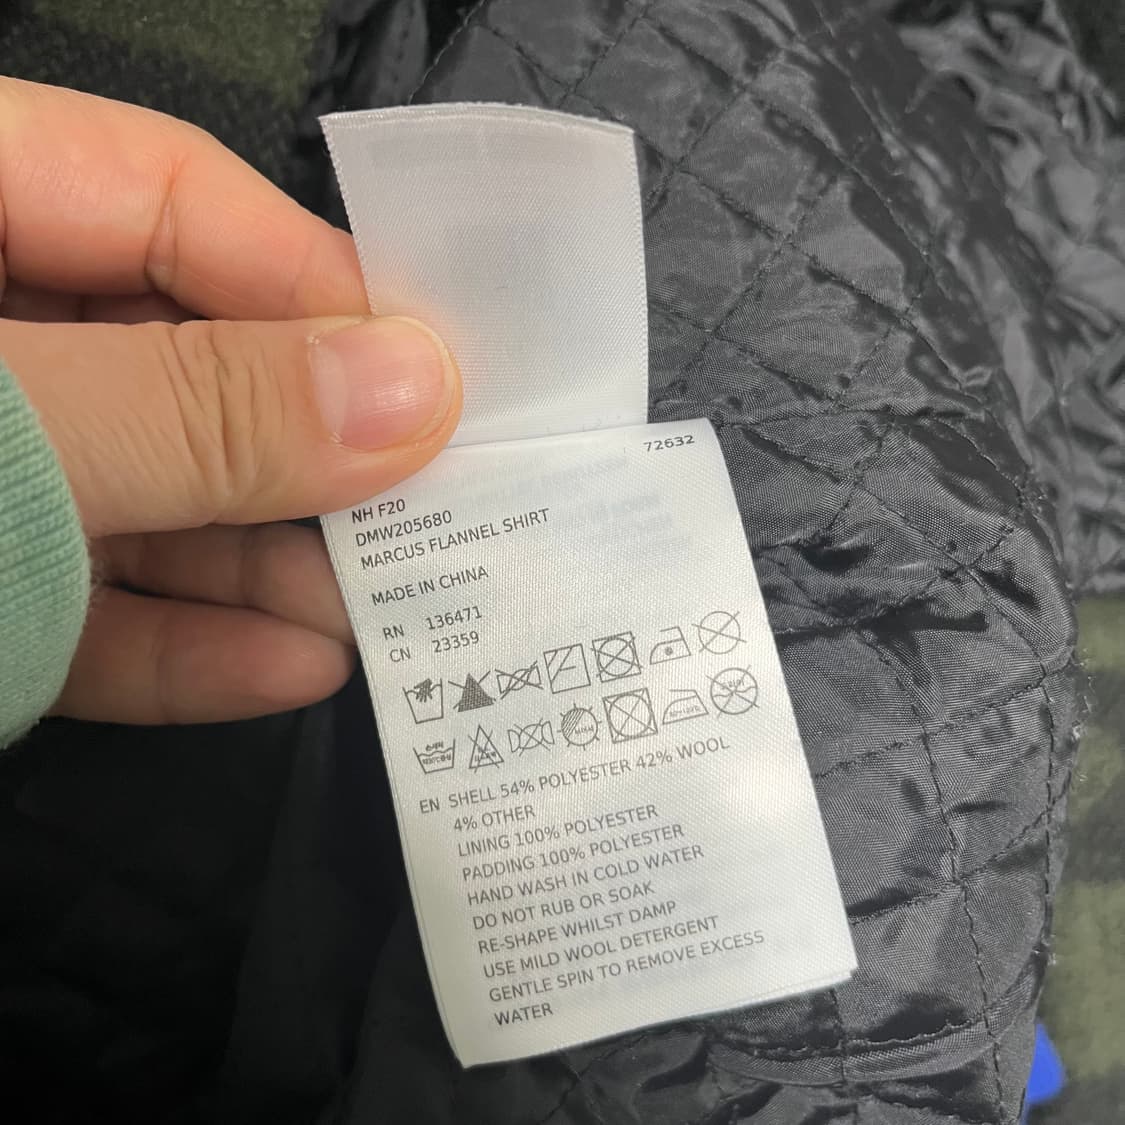 72632
NH F20
DMW205680
MARCUS FLANNEL SHIRT
MADE IN CHINA
RN 136471
CN 23359
EN SHELL 54% POLYESTER 42% WOOL
4% OTHER
LINING 100% POLYESTER
PADDING 100% POLYESTER
HAND WASH IN COLD WATER
DO NOT RUB OR SOAK
RE-SHAPE WHILST DAMP
USE MILD WOOL DETERGENT
GENTLE SPIN TO REMOVE EXCESS
WATER